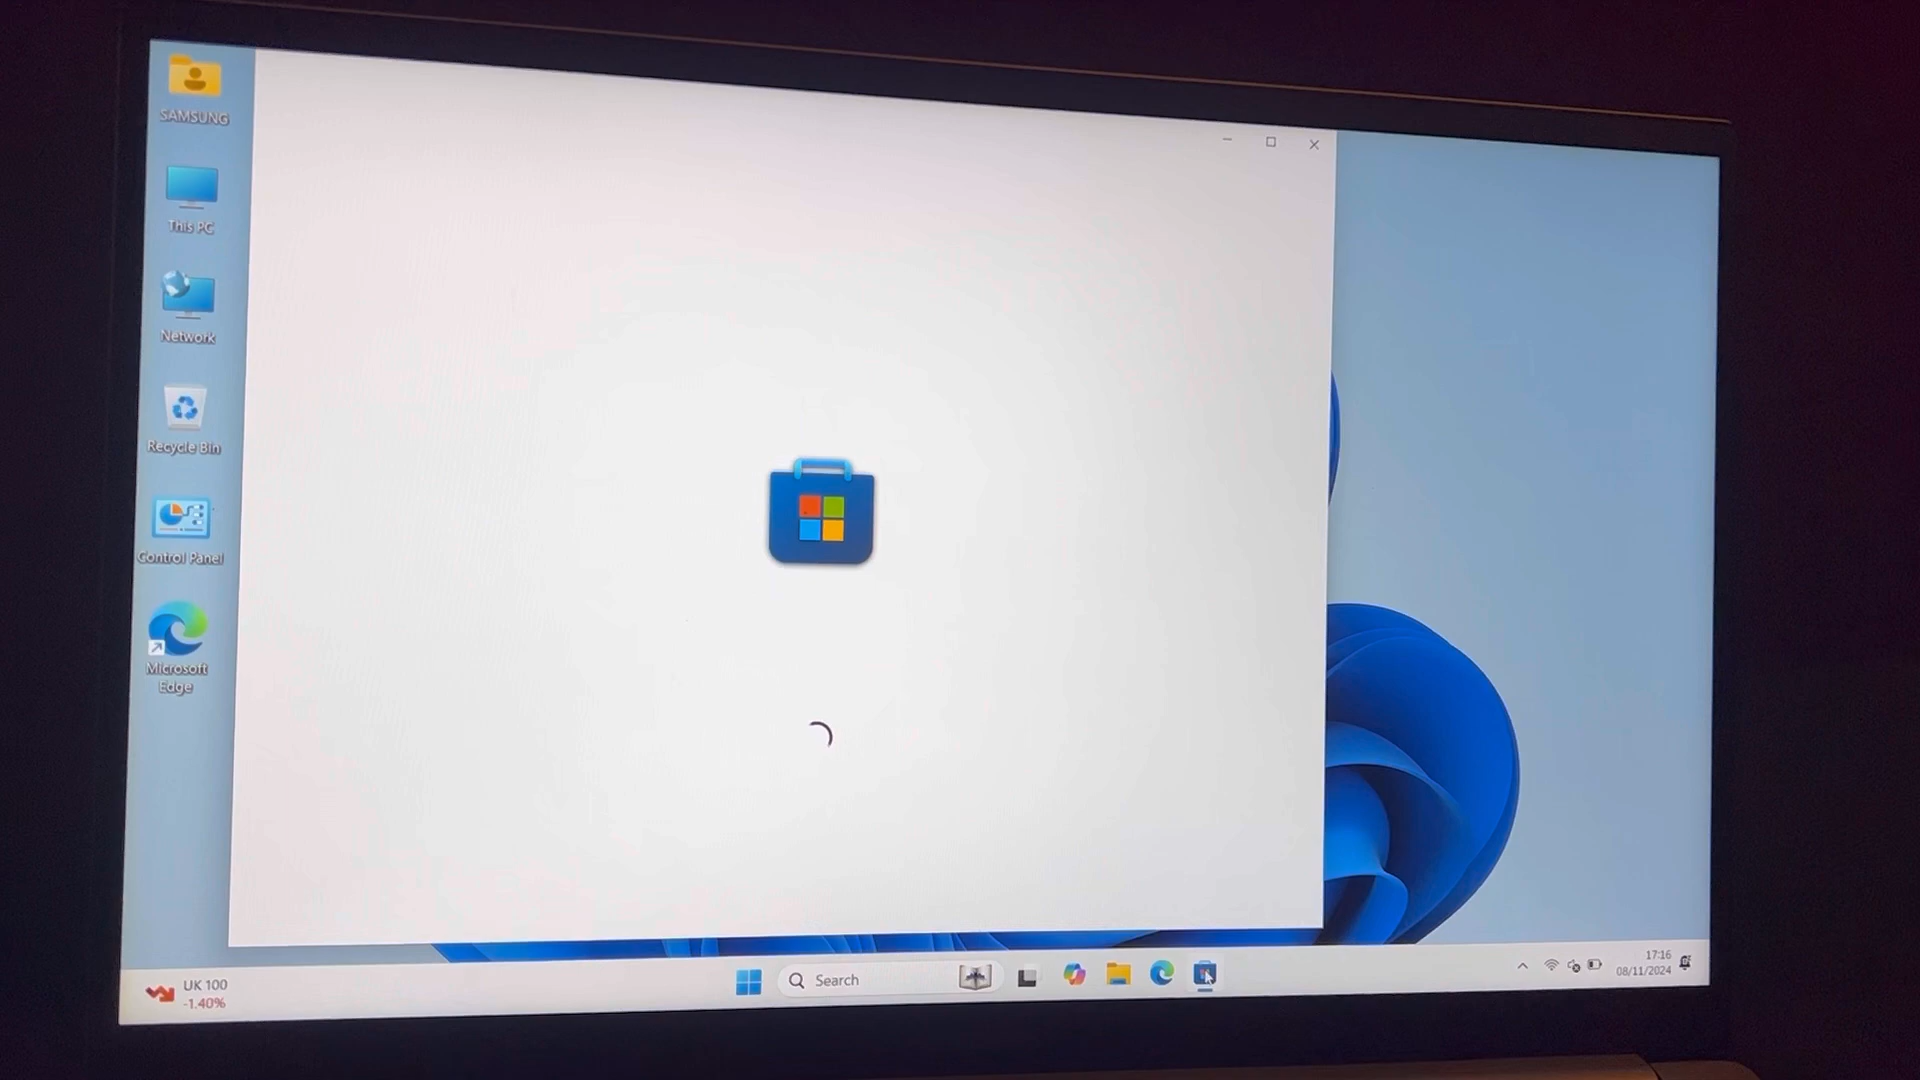 SAMSUNG
This PC
Network
Recycle Bin
Control Panel
Microsoft
Edge
UK 100
-1.40%
Search
17:16
08/11/2024